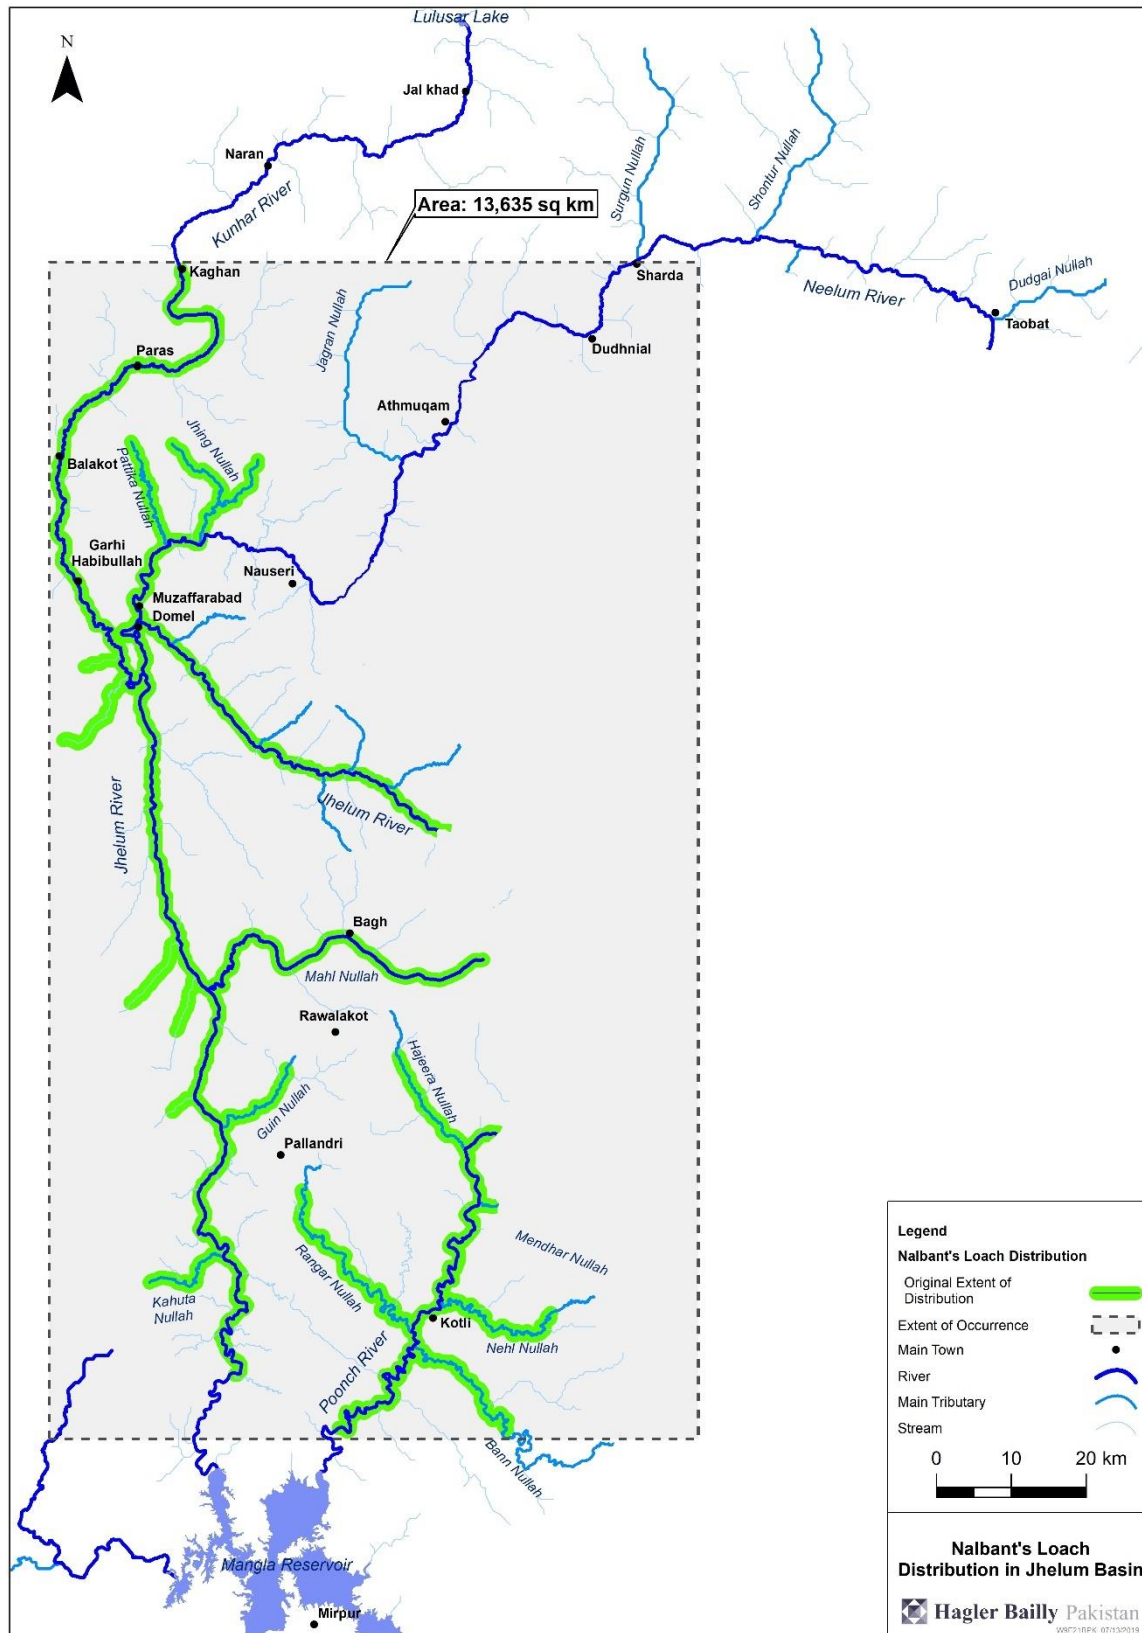 Lulusar Lake
N
Jal khad
Naran
Kunhar River
Area: 13,635 sq km
Surgun Nullah
Shontur Nullah
Kaghan
Sharda
Neelum River
Dudgai Nullah
Taobat
Jagran Nullah
Dudhnial
Paras
Athmuqam
Jhing Nullah
Pattika Nullah
Balakot
Garhi
Habibullah
Nauseri
Muzaffarabad
Domel
Jhelum River
Jhelum River
Bagh
Mahl Nullah
Rawalakot
Hajeera Nullah
Guin Nullah
Pallandri
Mendhar Nullah
Rangar Nullah
Kahuta
Nullah
Kotli
Nehl Nullah
Poonch River
Bann Nullah
Mangla Reservoir
Mirpur
Legend
Nalbant's Loach Distribution
Original Extent of
Distribution
Extent of Occurrence
Main Town
River
Main Tributary
Stream
0 10 20 km
Nalbant's Loach
Distribution in Jhelum Basin
Hagler Bailly Pakistan